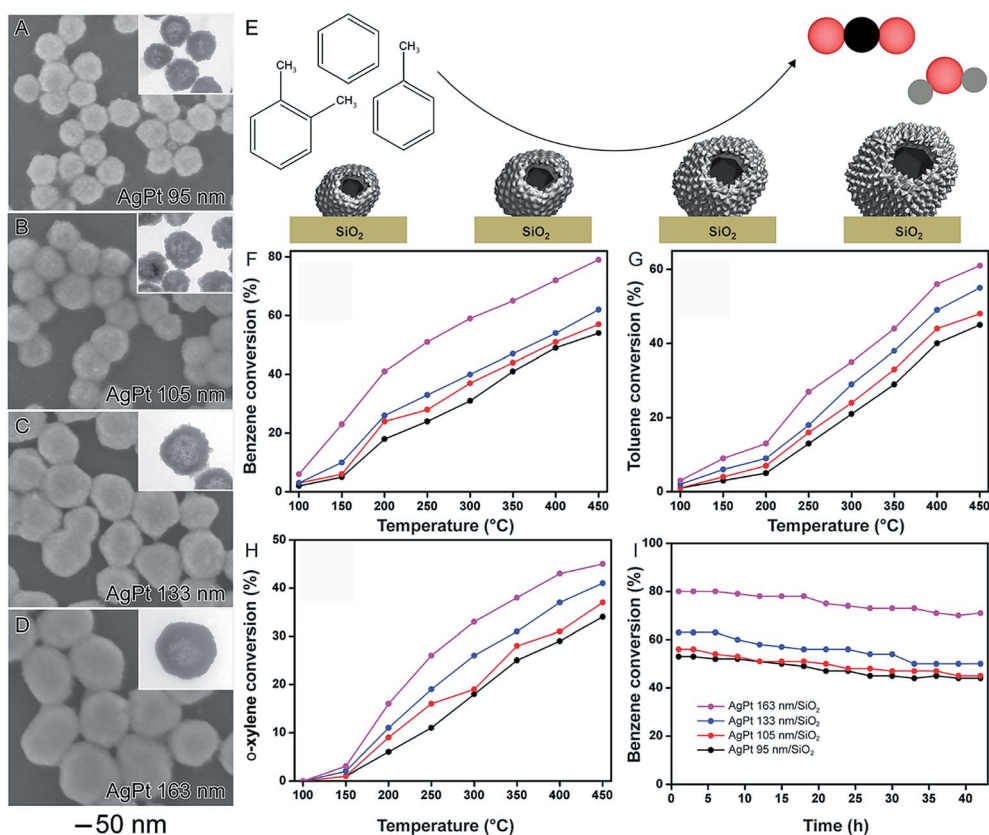 A
AgPt 95 nm
B
AgPt 105 nm
C
AgPt 133 nm
D
AgPt 163 nm
–50 nm
E
CH3
CH3
CH3
SiO2
SiO2
SiO2
SiO2
F
Benzene conversion (%)
80
60
40
20
0
100 150 200 250 300 350 400 450
Temperature (°C)
G
Toluene conversion (%)
60
40
20
0
100 150 200 250 300 350 400 450
Temperature (°C)
H
o-xylene conversion (%)
50
40
30
20
10
0
100 150 200 250 300 350 400 450
Temperature (°C)
I
Benzene conversion (%)
100
80
60
40
20
0
AgPt 163 nm/SiO2
AgPt 133 nm/SiO2
AgPt 105 nm/SiO2
AgPt 95 nm/SiO2
0 5 10 15 20 25 30 35 40
Time (h)